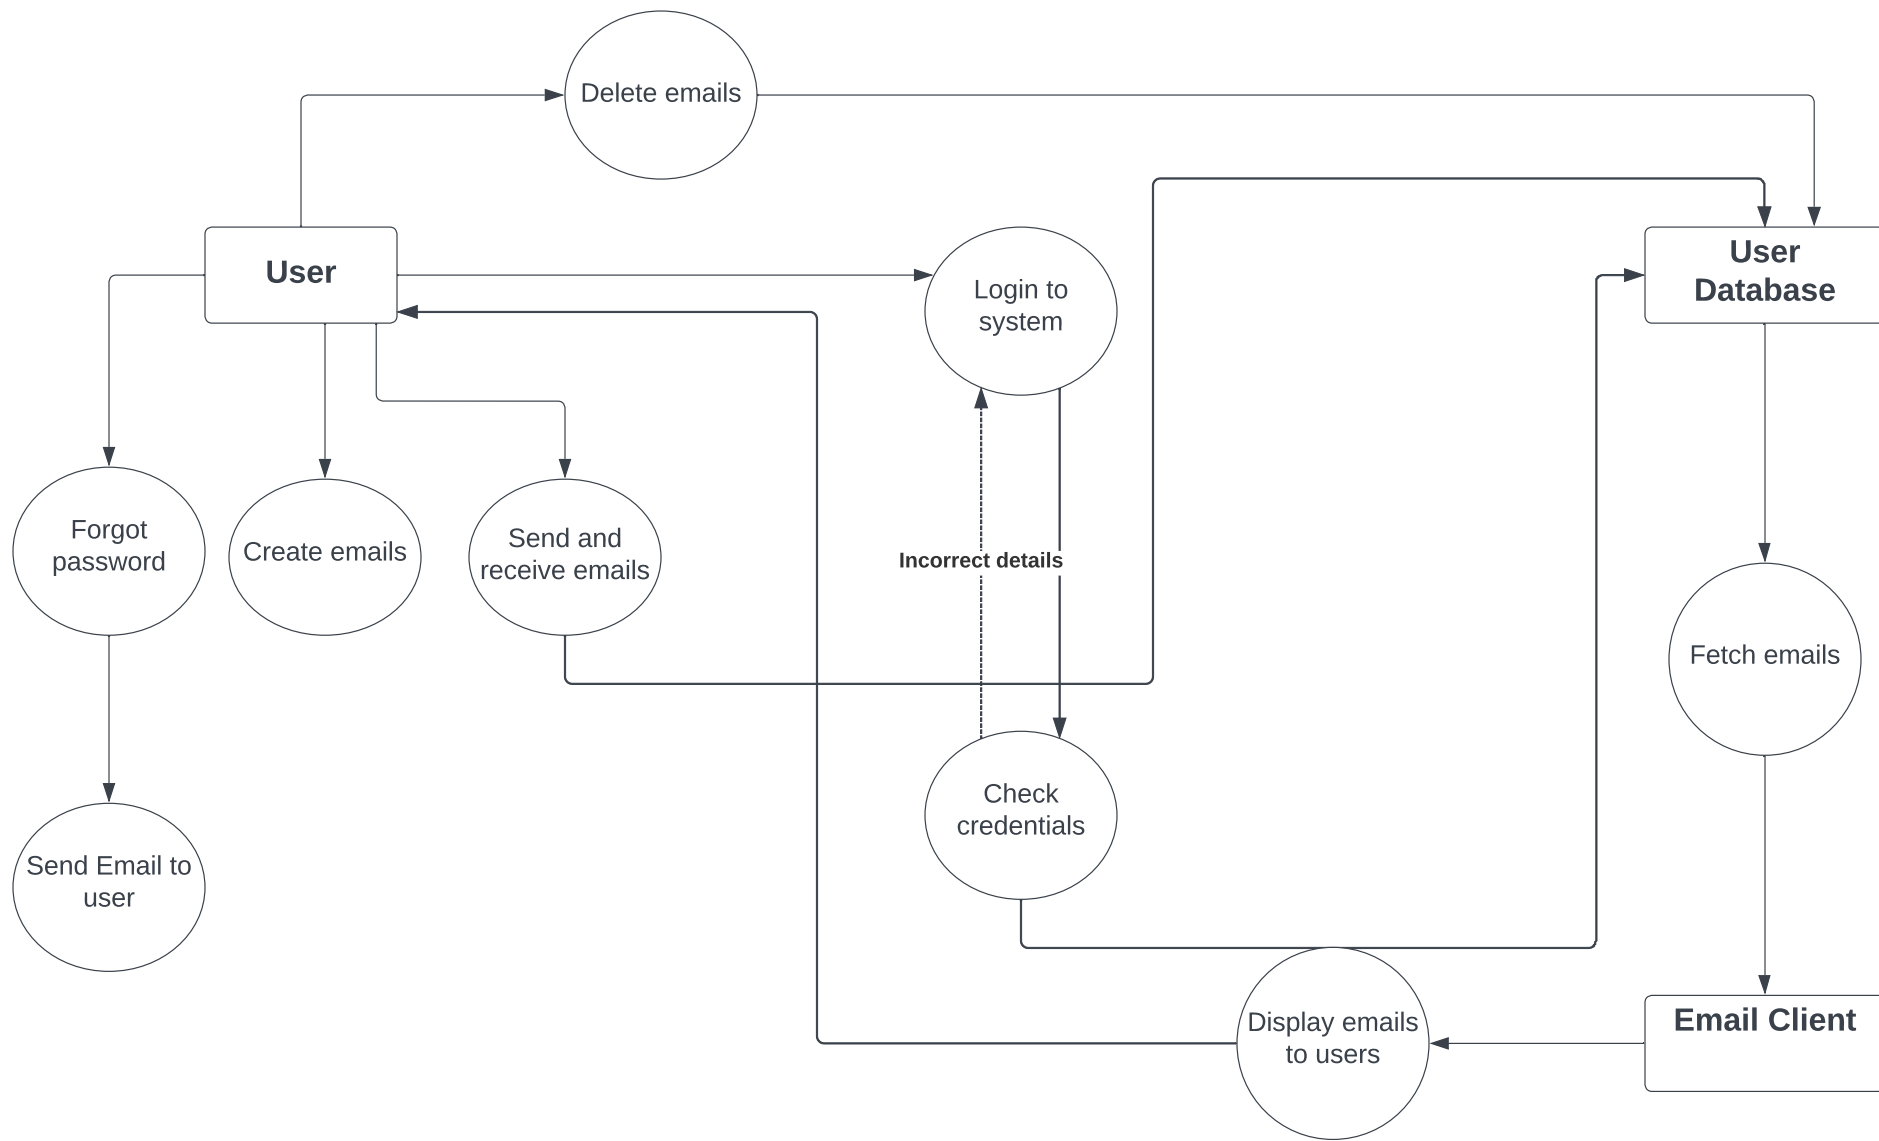 Delete emails
User
Login to
system
User
Database
Forgot
password
Create emails
Send and
receive emails
Incorrect details
Fetch emails
Check
credentials
Send Email to
user
Display emails
to users
Email Client